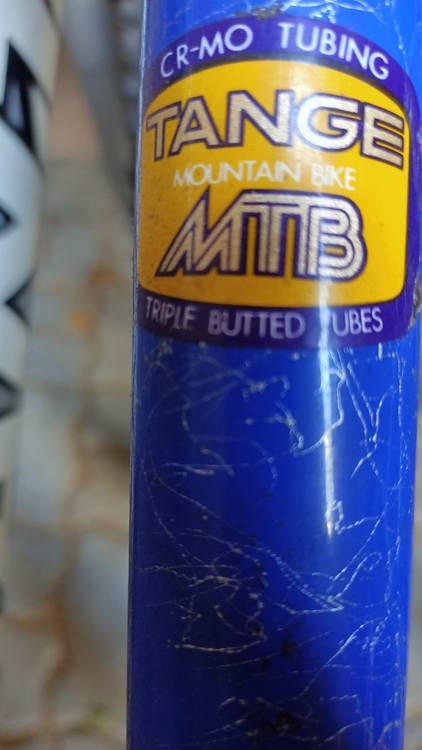 CR-MO TUBING
TANGE
MOUNTAIN BIKE
MTB
TRIPLE BUTTED TUBES